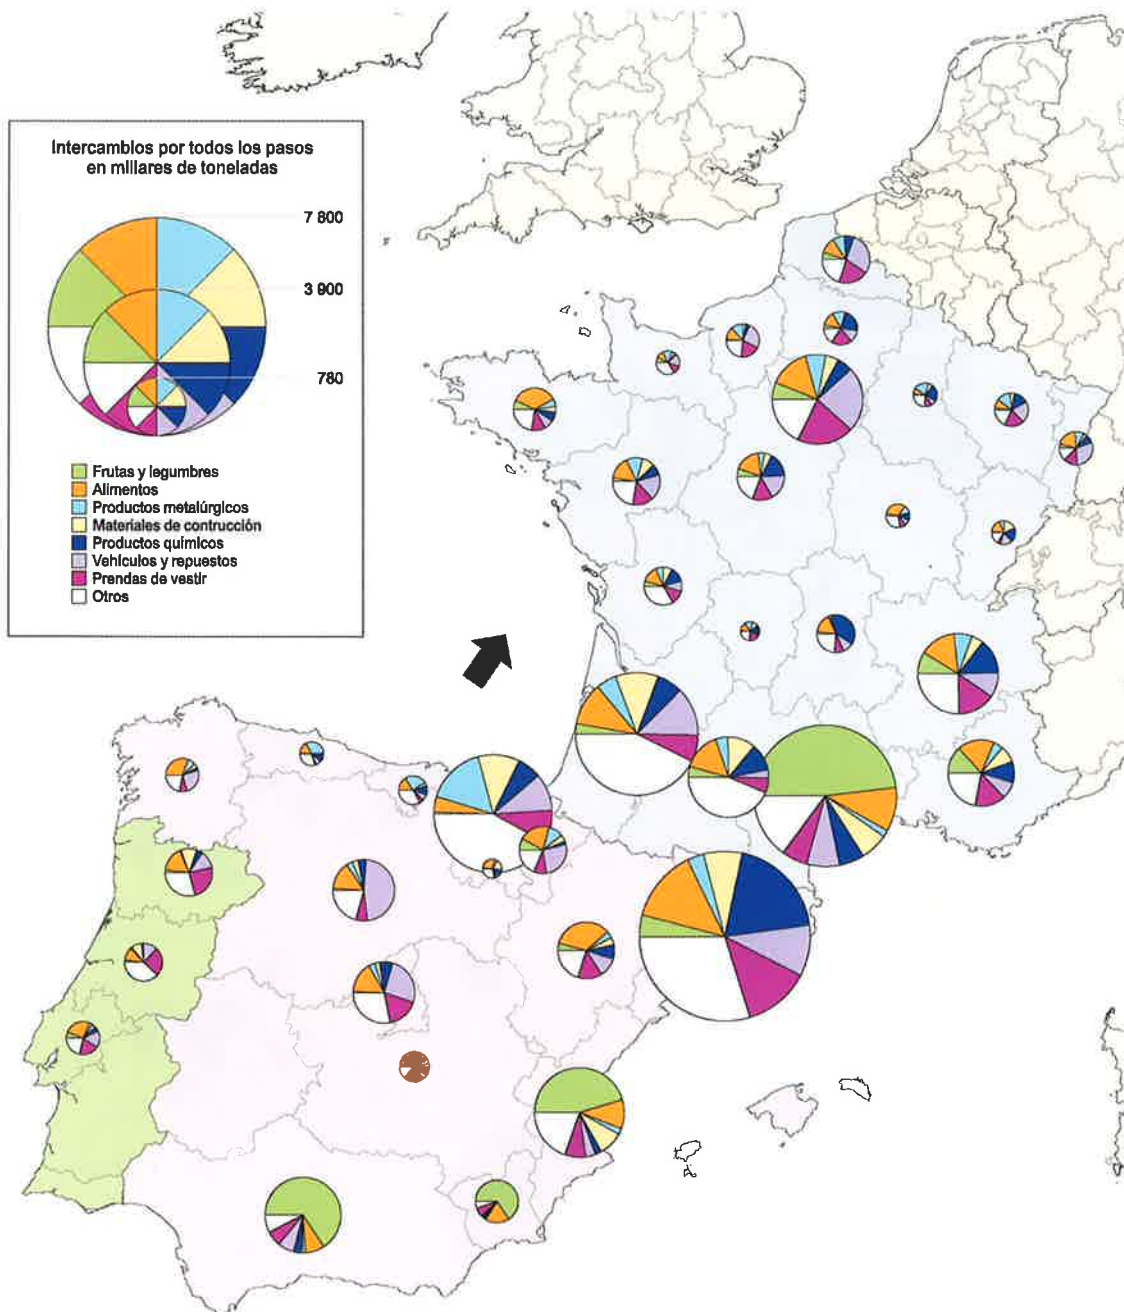 Intercambios por todos los pasos
en millares de toneladas
7 800
3 900
780
Frutas y legumbres
Alimentos
Productos metalúrgicos
Materiales de contrucción
Productos químicos
Vehículos y repuestos
Prendas de vestir
Otros